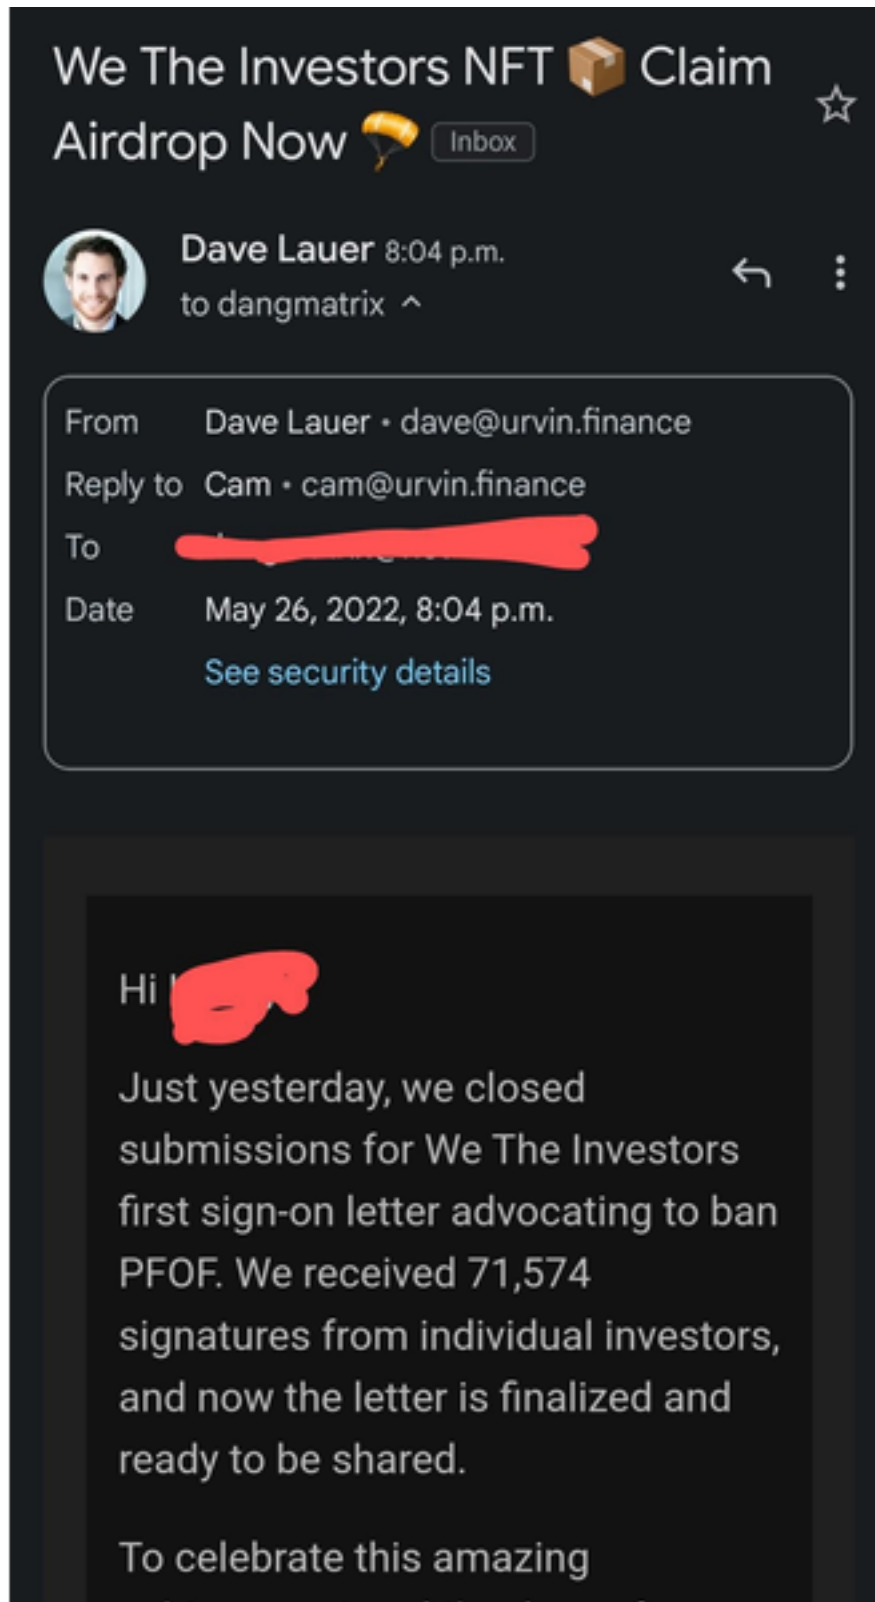 We The Investors NFT 📦 Claim
Airdrop Now 🪂 Inbox
Dave Lauer 8:04 p.m.
to dangmatrix ^
From Dave Lauer • dave@urvin.finance
Reply to Cam • cam@urvin.finance
To
Date May 26, 2022, 8:04 p.m.
See security details
Hi
Just yesterday, we closed
submissions for We The Investors
first sign-on letter advocating to ban
PFOF. We received 71,574
signatures from individual investors,
and now the letter is finalized and
ready to be shared.
To celebrate this amazing